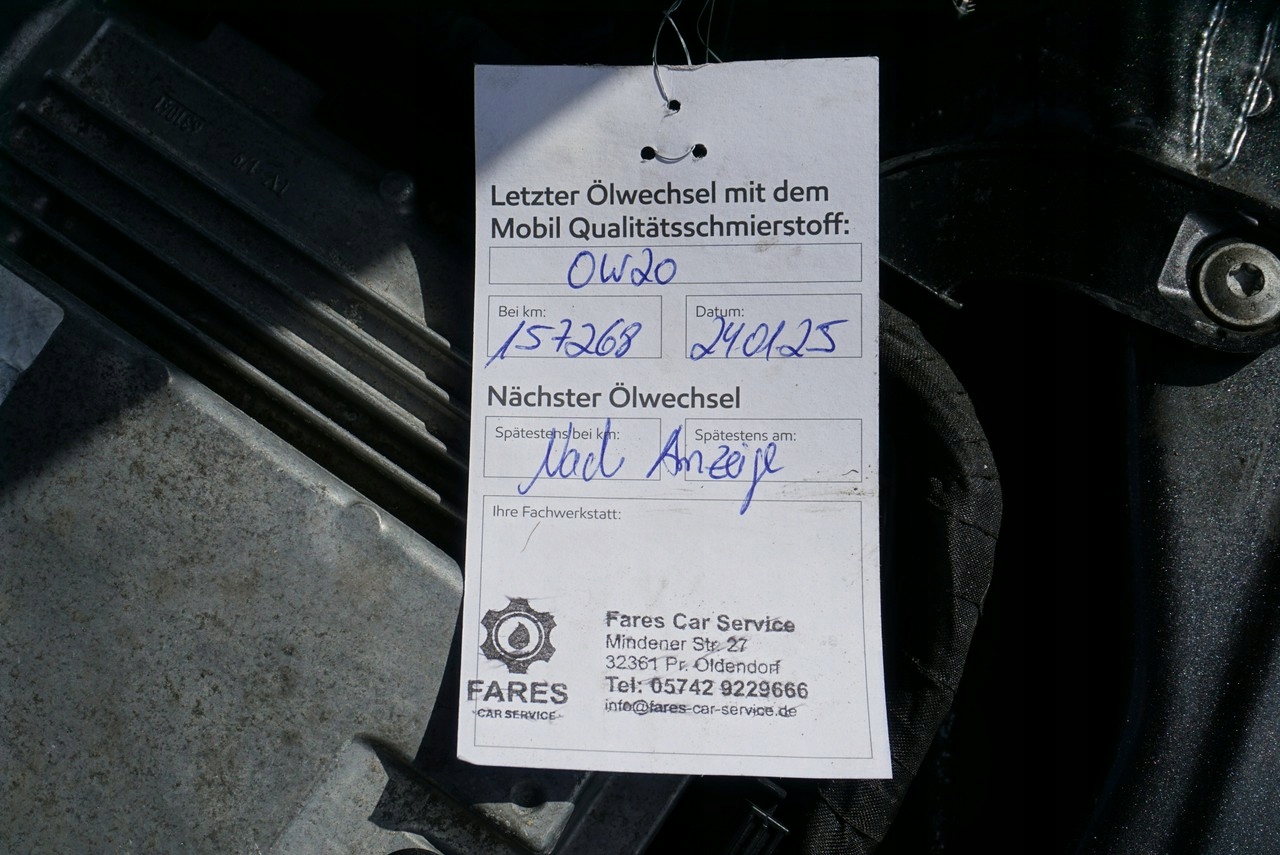 Letzter Ölwechsel mit dem
Mobil Qualitätsschmierstoff:
0W20
Bei km: Datum:
157268 24.01.25
Nächster Ölwechsel
Spätestens bei km: Spätestens am:
Nach Anzeige
Ihre Fachwerkstatt:
Fares Car Service
Mindener Str. 27
32361 Pr. Oldendorf
Tel: 05742 9229666
info@fares-car-service.de
FARES
CAR SERVICE